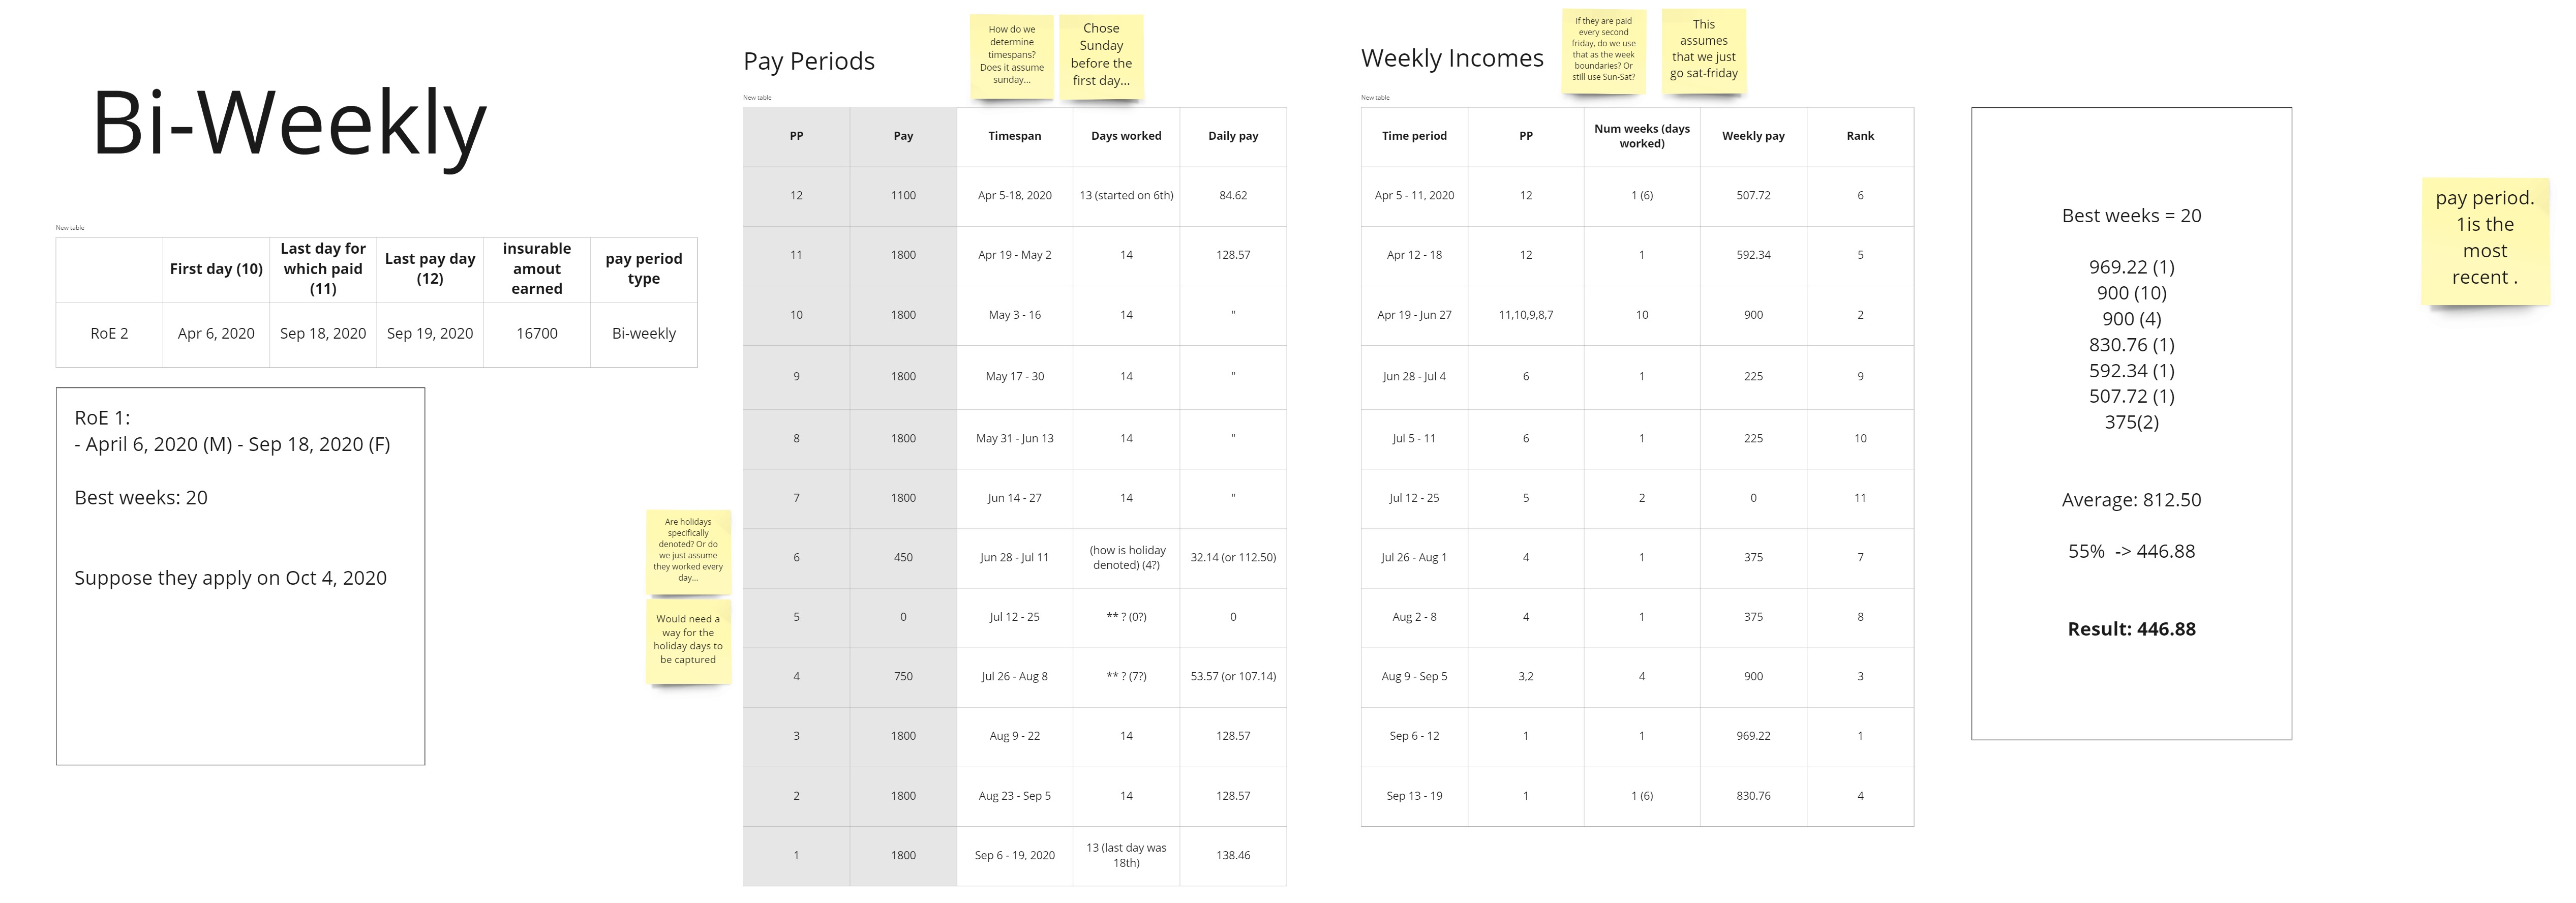 Bi-Weekly
New table
First day (10)
Last day for
which paid
(11)
Last pay day
(12)
insurable
amout
earned
pay period
type
RoE 2
Apr 6, 2020
Sep 18, 2020
Sep 19, 2020
16700
Bi-weekly
RoE 1:
- April 6, 2020 (M) - Sep 18, 2020 (F)
Best weeks: 20
Suppose they apply on Oct 4, 2020
Are holidays
specifically
denoted? Or do
we just assume
they worked every
day...
Would need a
way for the
holiday days to
be captured
Pay Periods
How do we
determine
timespans?
Does it assume
sunday...
Chose
Sunday
before the
first day...
New table
PP Pay Timespan Days worked Daily pay
12 1100 Apr 5-18, 2020 13 (started on 6th) 84.62
11 1800 Apr 19 - May 2 14 128.57
10 1800 May 3 - 16 14 "
9 1800 May 17 - 30 14 "
8 1800 May 31 - Jun 13 14 "
7 1800 Jun 14 - 27 14 "
6 450 Jun 28 - Jul 11
(how is holiday
denoted) (4?)
32.14 (or 112.50)
5 0 Jul 12 - 25 ** ? (0?) 0
4 750 Jul 26 - Aug 8 ** ? (7?) 53.57 (or 107.14)
3 1800 Aug 9 - 22 14 128.57
2 1800 Aug 23 - Sep 5 14 128.57
1 1800 Sep 6 - 19, 2020
13 (last day was
18th)
138.46
Weekly Incomes
If they are paid
every second
friday, do we use
that as the week
boundaries? Or
still use Sun-Sat?
This
assumes
that we just
go sat-friday
New table
Time period PP
Num weeks (days
worked)
Weekly pay Rank
Apr 5 - 11, 2020 12 1 (6) 507.72 6
Apr 12 - 18 12 1 592.34 5
Apr 19 - Jun 27 11,10,9,8,7 10 900 2
Jun 28 - Jul 4 6 1 225 9
Jul 5 - 11 6 1 225 10
Jul 12 - 25 5 2 0 11
Jul 26 - Aug 1 4 1 375 7
Aug 2 - 8 4 1 375 8
Aug 9 - Sep 5 3,2 4 900 3
Sep 6 - 12 1 1 969.22 1
Sep 13 - 19 1 1 (6) 830.76 4
Best weeks = 20
969.22 (1)
900 (10)
900 (4)
830.76 (1)
592.34 (1)
507.72 (1)
375(2)
Average: 812.50
55% -> 446.88
Result: 446.88
pay period.
1is the
most
recent .